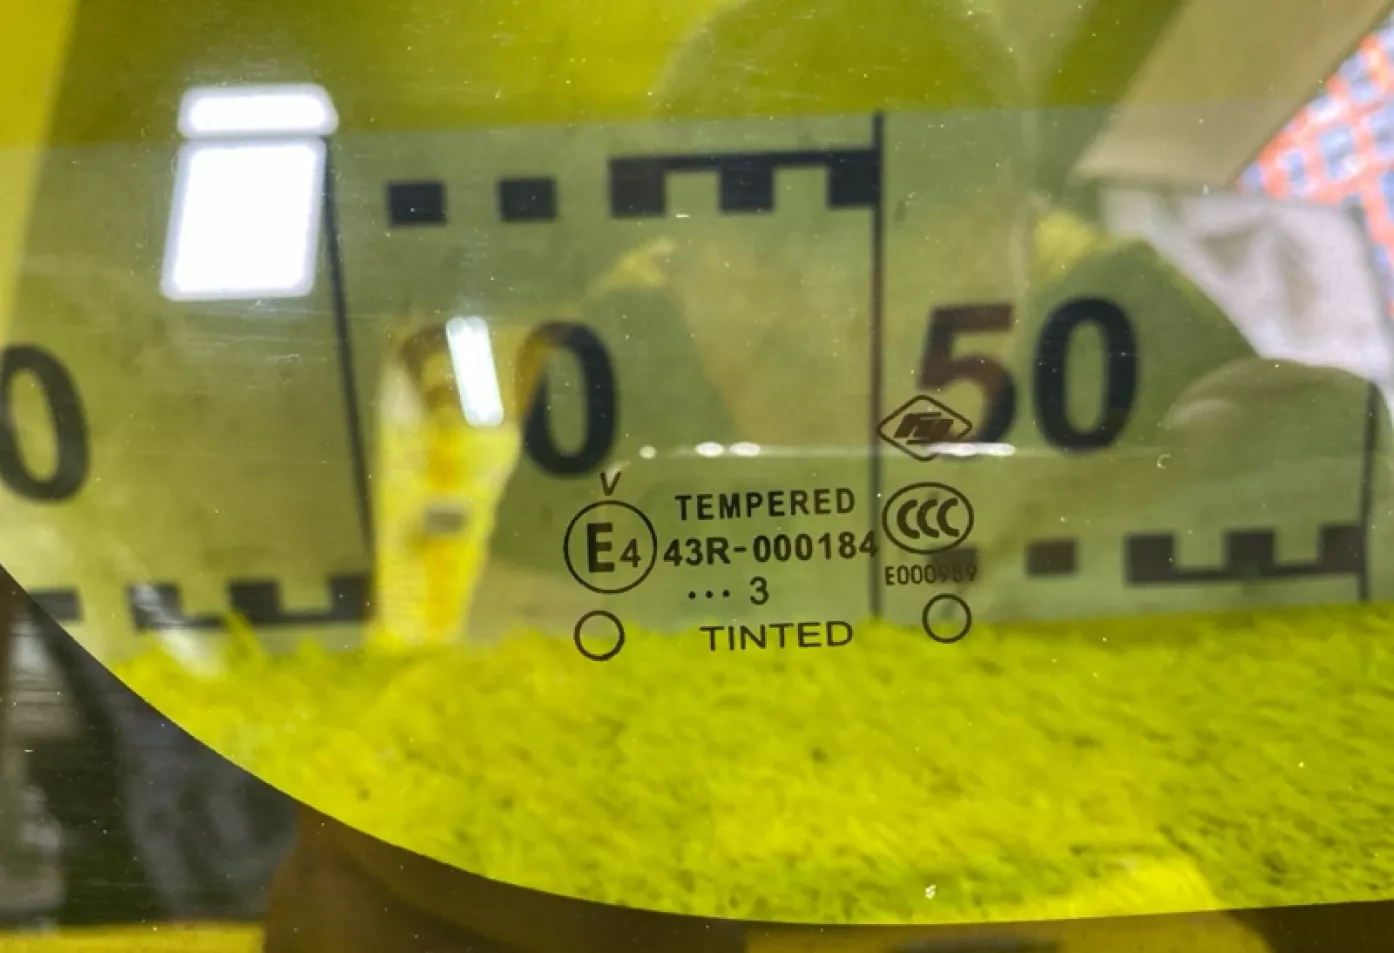 0
0
50
V
TEMPERED
E4 43R-000184
CCC
E000989
... 3
TINTED